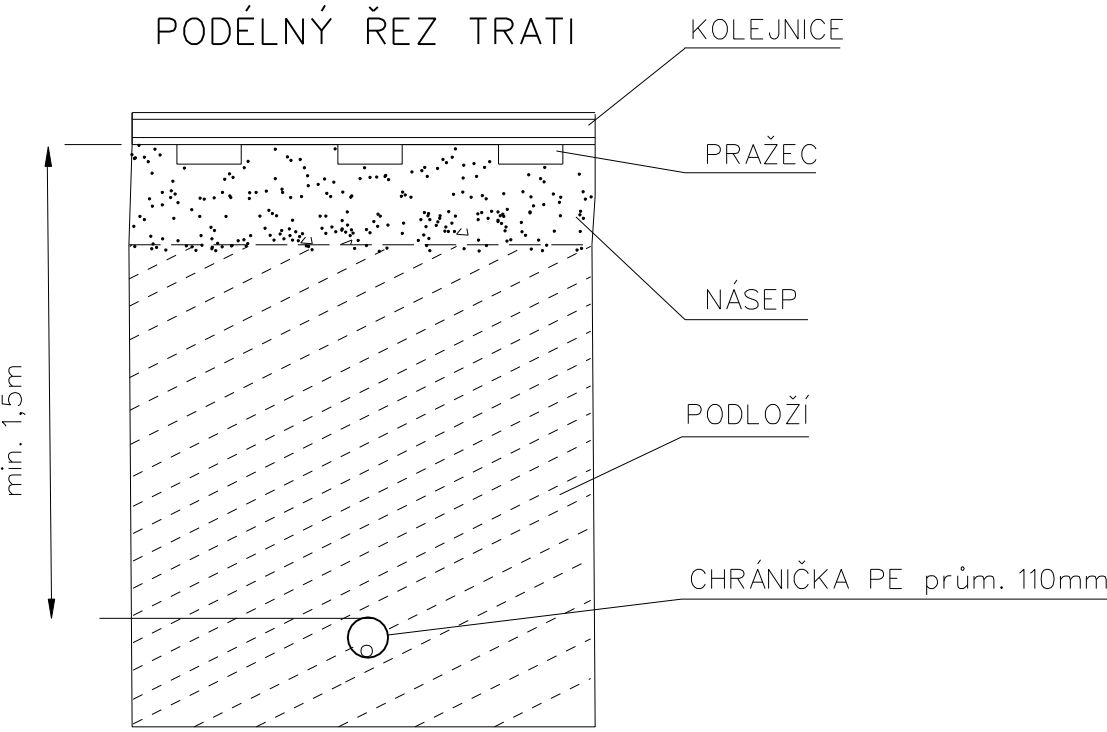 PODÉLNÝ ŘEZ TRATI
KOLEJNICE
PRAŽEC
NÁSEP
min. 1,5m
PODLOŽÍ
CHRÁNIČKA PE prům. 110mm